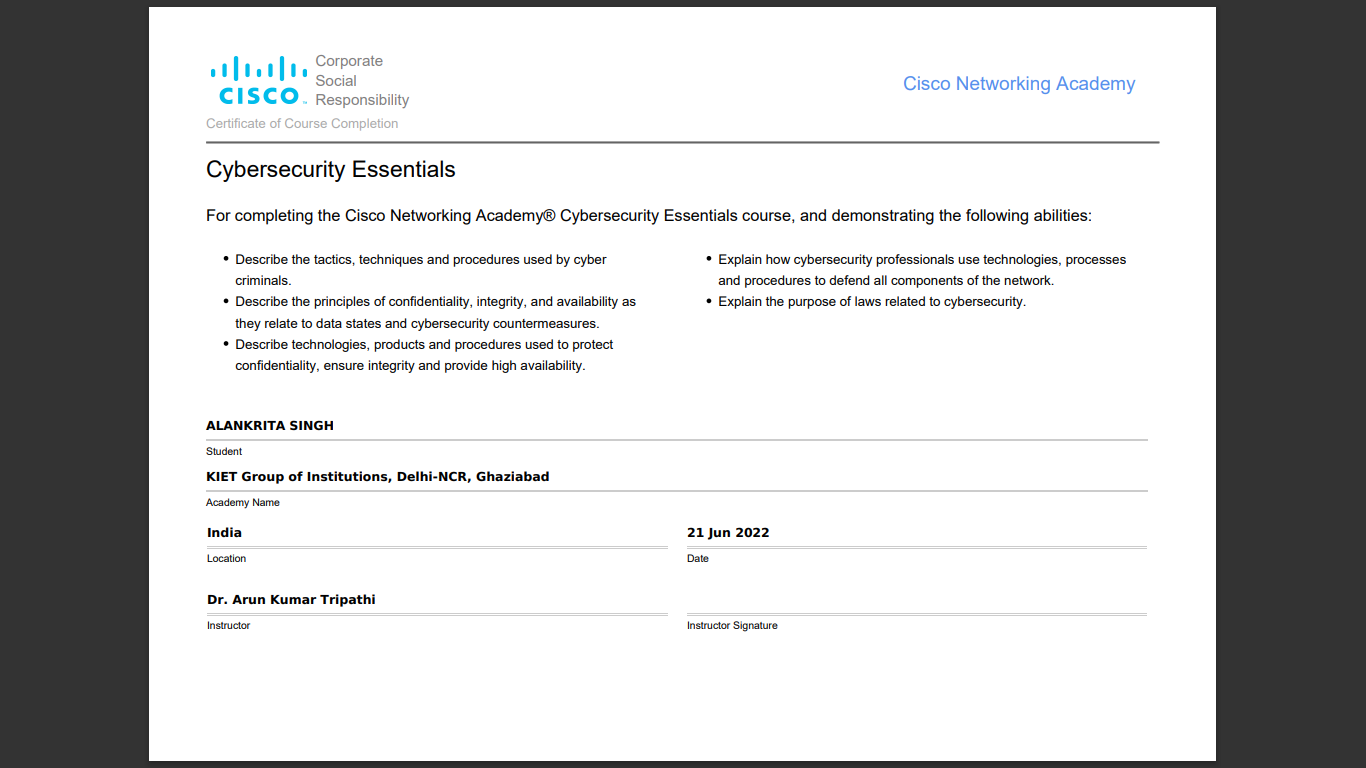 Corporate
Social
CISCO
Responsibility
Cisco Networking Academy
Certificate of Course Completion
Cybersecurity Essentials
For completing the Cisco Networking Academy® Cybersecurity Essentials course, and demonstrating the following abilities:
• Describe the tactics, techniques and procedures used by cyber
criminals.
• Describe the principles of confidentiality, integrity, and availability as
they relate to data states and cybersecurity countermeasures.
• Describe technologies, products and procedures used to protect
confidentiality, ensure integrity and provide high availability.
• Explain how cybersecurity professionals use technologies, processes
and procedures to defend all components of the network.
• Explain the purpose of laws related to cybersecurity.
ALANKRITA SINGH
Student
KIET Group of Institutions, Delhi-NCR, Ghaziabad
Academy Name
India
Location
21 Jun 2022
Date
Dr. Arun Kumar Tripathi
Instructor
Instructor Signature